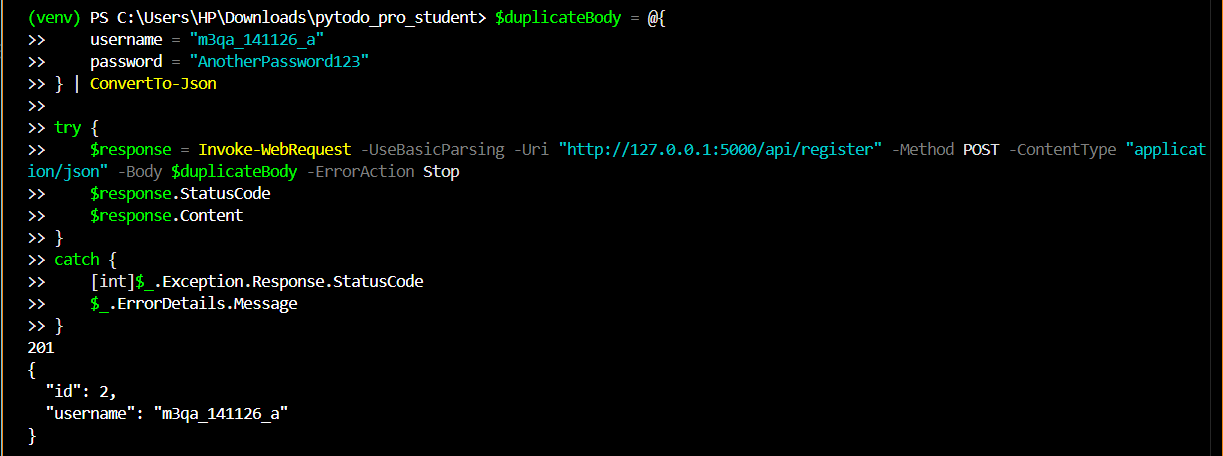 (venv) PS C:\Users\HP\Downloads\pytodo_pro_student> $duplicateBody = @{
>>     username = "m3qa_141126_a"
>>     password = "AnotherPassword123"
>> } | ConvertTo-Json
>>
>> try {
>>     $response = Invoke-WebRequest -UseBasicParsing -Uri "http://127.0.0.1:5000/api/register" -Method POST -ContentType "applicat
ion/json" -Body $duplicateBody -ErrorAction Stop
>>     $response.StatusCode
>>     $response.Content
>> }
>> catch {
>>     [int]$_.Exception.Response.StatusCode
>>     $_.ErrorDetails.Message
>> }
201
{
  "id": 2,
  "username": "m3qa_141126_a"
}